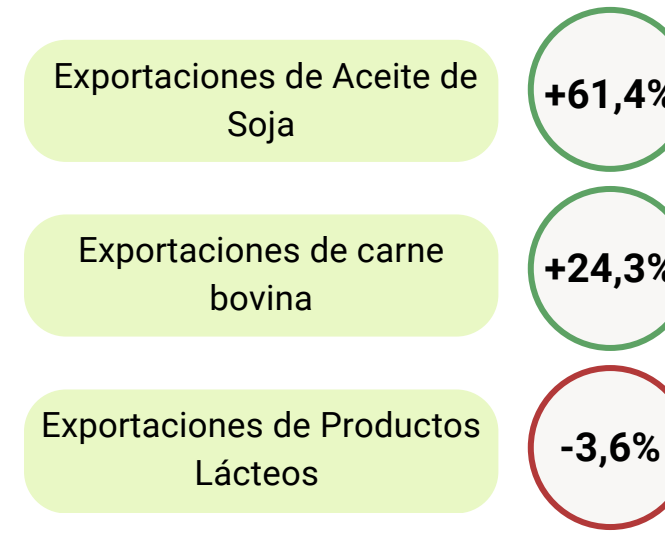 Exportaciones de Aceite de
Soja
+61,4%
Exportaciones de carne
bovina
+24,3%
Exportaciones de Productos
Lácteos
-3,6%